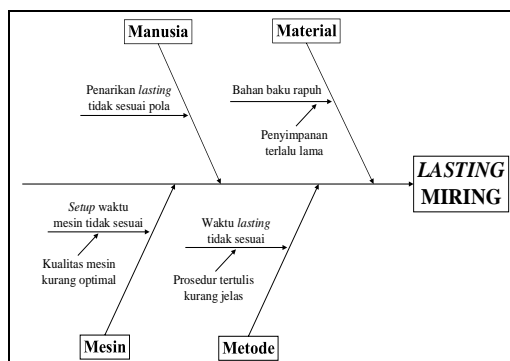 Manusia
Material
Penarikan lasting
tidak sesuai pola
Bahan baku rapuh
Penyimpanan
terlalu lama
LASTING
MIRING
Setup waktu
mesin tidak sesuai
Kualitas mesin
kurang optimal
Waktu lasting
tidak sesuai
Prosedur tertulis
kurang jelas
Mesin
Metode